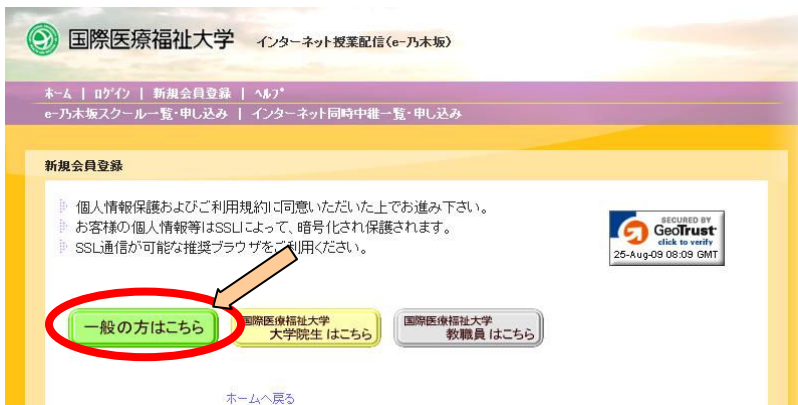 国際医療福祉大学 インターネット授業配信(e-乃木坂)
ホーム | ログイン | 新規会員登録 | ヘルプ
e-乃木坂スクール一覧・申し込み | インターネット同時中継一覧・申し込み
新規会員登録
個人情報保護およびご利用規約に同意いただいた上でお進み下さい。
お客様の個人情報等はSSLによって、暗号化され保護されます。
SSL通信が可能な推奨ブラウザをご利用ください。
SECURED BY
GeoTrust
click to verify
25-Aug-09 08:09 GMT
一般の方はこちら
国際医療福祉大学
大学院生 はこちら
国際医療福祉大学
教職員 はこちら
ホームへ戻る